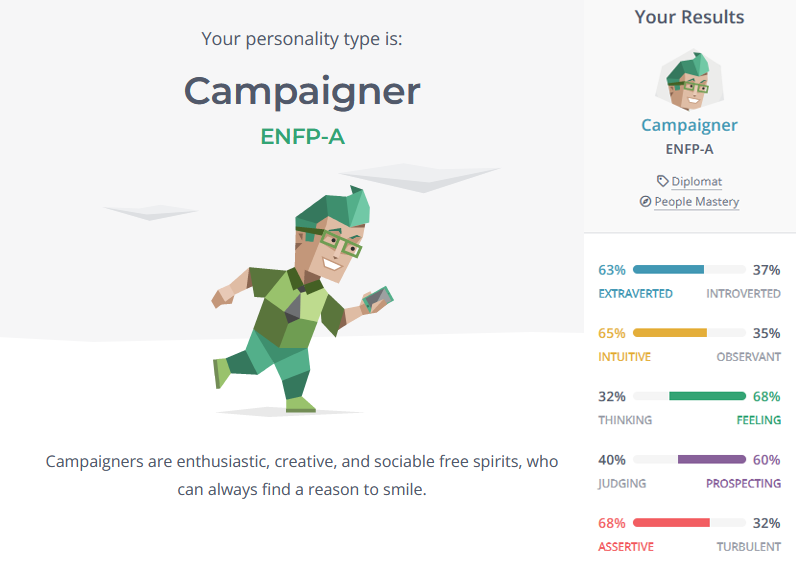 Your personality type is:
Campaigner
ENFP-A
Campaigners are enthusiastic, creative, and sociable free spirits, who
can always find a reason to smile.
Your Results
Campaigner
ENFP-A
Diplomat
People Mastery
63% 37%
EXTRAVERTED INTROVERTED
65% 35%
INTUITIVE OBSERVANT
32% 68%
THINKING FEELING
40% 60%
JUDGING PROSPECTING
68% 32%
ASSERTIVE TURBULENT